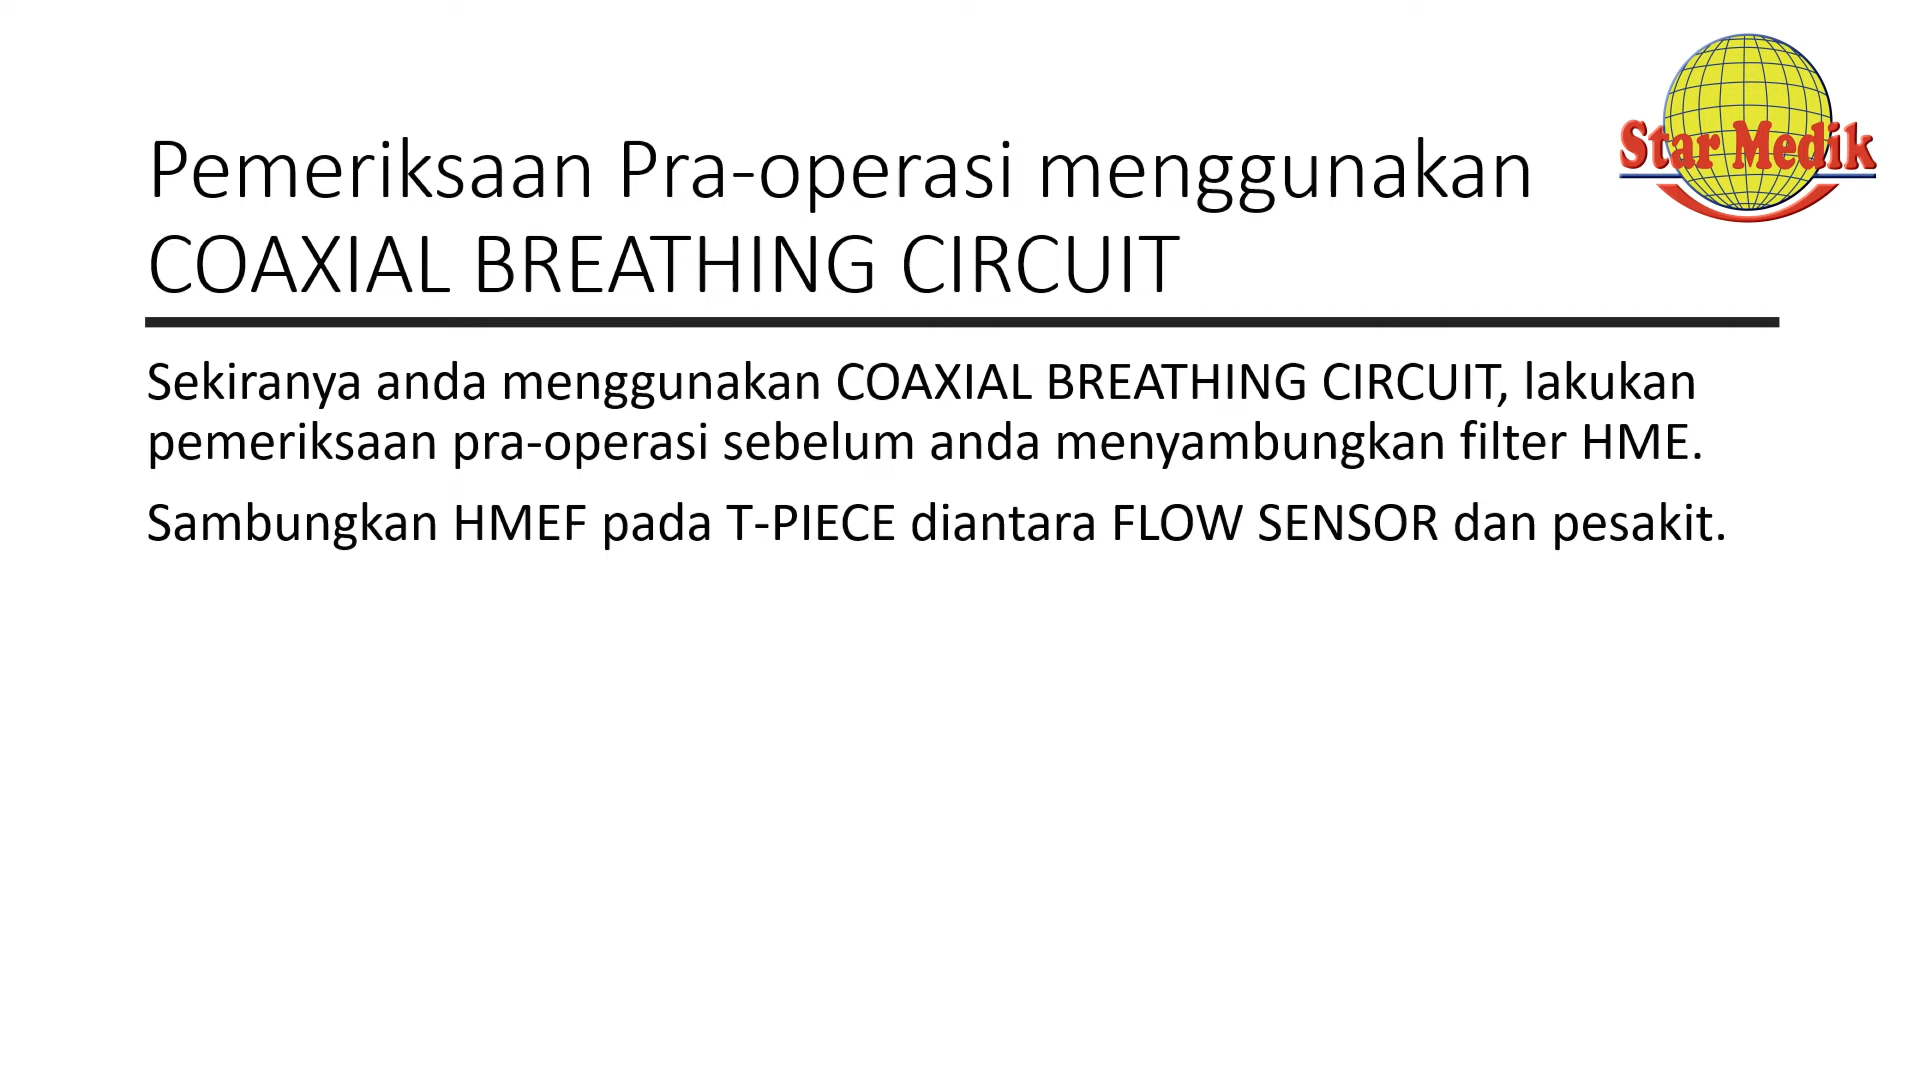 Star Medik
Pemeriksaan Pra-operasi menggunakan
COAXIAL BREATHING CIRCUIT
Sekiranya anda menggunakan COAXIAL BREATHING CIRCUIT, lakukan
pemeriksaan pra-operasi sebelum anda menyambungkan filter HME.
Sambungkan HMEF pada T-PIECE diantara FLOW SENSOR dan pesakit.